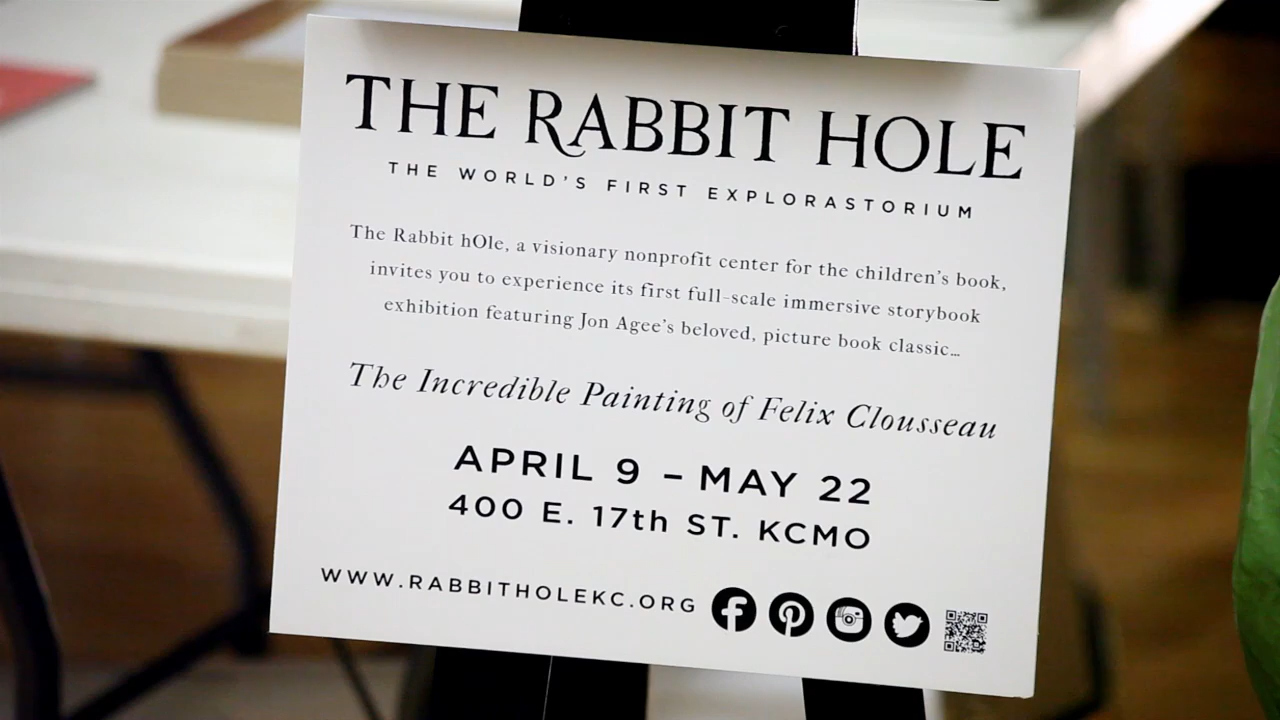 THE RABBIT HOLE
THE WORLD'S FIRST EXPLORASTORIUM
The Rabbit hOle, a visionary nonprofit center for the children's book,
invites you to experience its first full-scale immersive storybook
exhibition featuring Jon Agee's beloved, picture book classic...
The Incredible Painting of Felix Clousseau
APRIL 9 – MAY 22
400 E. 17th ST. KCMO
WWW.RABBITHOLEKC.ORG